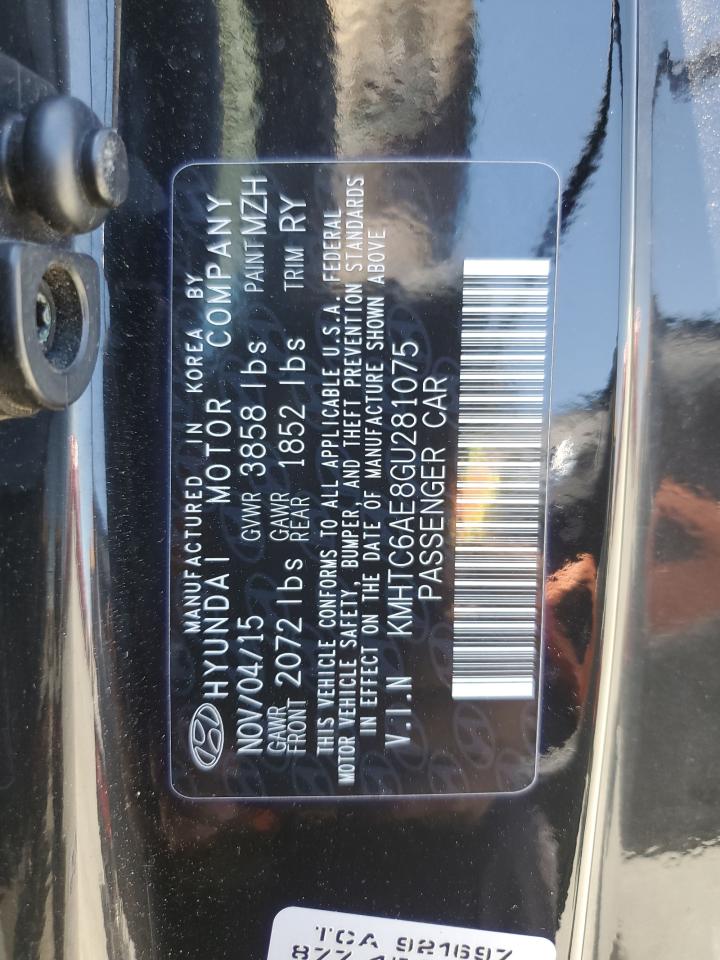 MANUFACTURED IN KOREA BY
HYUNDAI MOTOR COMPANY
NOV/04/15 GVWR 3858 lbs PAINT MZH
GAWR FRONT 2072 lbs GAWR REAR 1852 lbs TRIM RY
THIS VEHICLE CONFORMS TO ALL APPLICABLE U.S.A. FEDERAL
MOTOR VEHICLE SAFETY, BUMPER, AND THEFT PREVENTION STANDARDS
IN EFFECT ON THE DATE OF MANUFACTURE SHOWN ABOVE
V.I.N KMHTC6AE8GU281075
PASSENGER CAR
TCA 921697